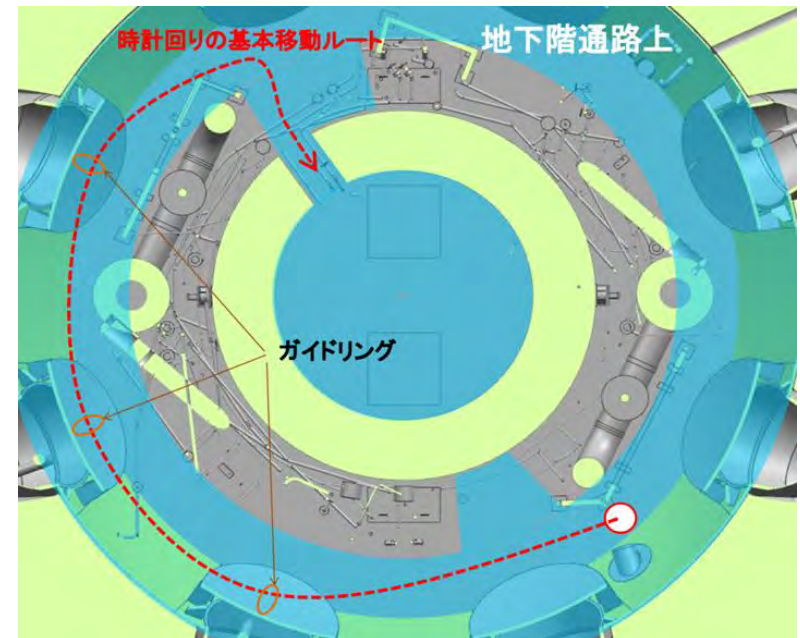 時計回りの基本移動ルート
地下階通路上
ガイドリング